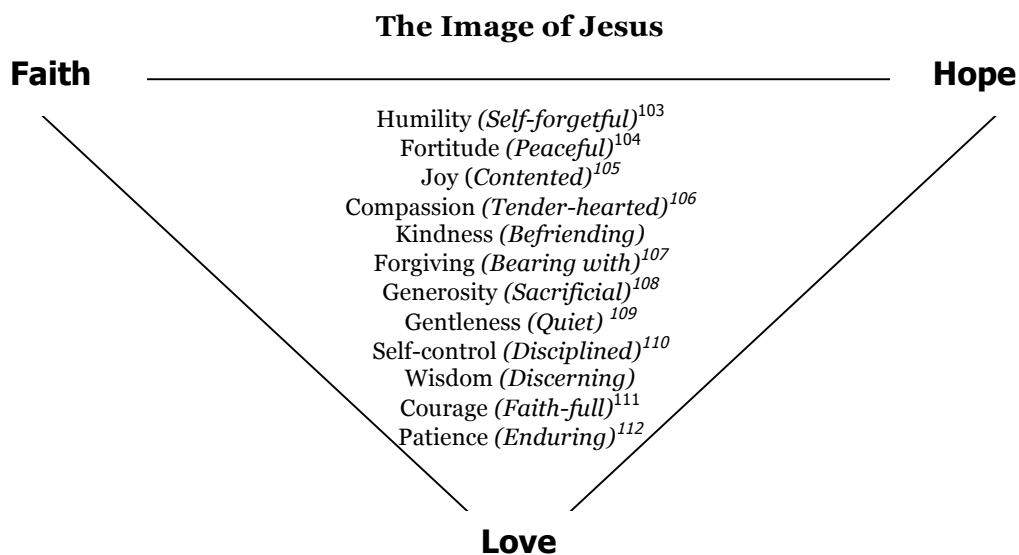 The Image of Jesus
Faith Hope
Humility (Self-forgetful)103
Fortitude (Peaceful)104
Joy (Contented)105
Compassion (Tender-hearted)106
Kindness (Befriending)
Forgiving (Bearing with)107
Generosity (Sacrificial)108
Gentleness (Quiet) 109
Self-control (Disciplined)110
Wisdom (Discerning)
Courage (Faith-full)111
Patience (Enduring)112
Love